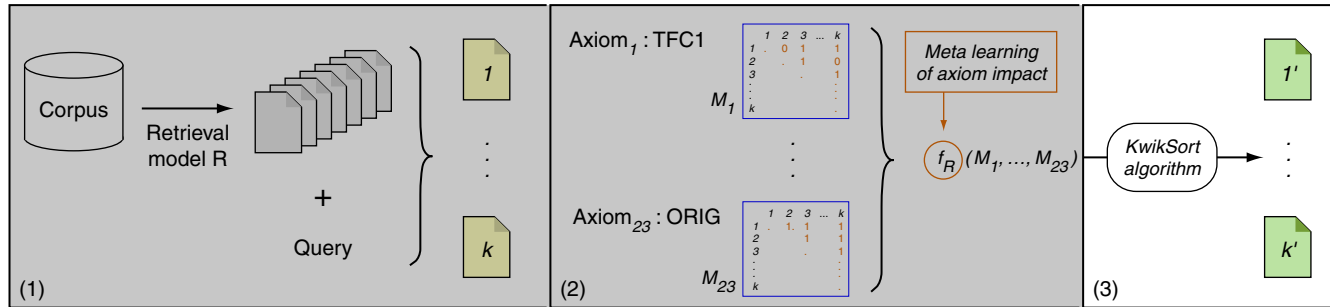 Corpus
Retrieval
model R
+
Query
1
.
.
.
k
(1)
Axiom1 : TFC1
1 2 3 ... k
1 . 0 1 1
2 . 1 0
3 . 1
. .
. .
. .
k .
M1
.
.
.
Axiom23 : ORIG
1 2 3 ... k
1 . 1. 1 1
2 1 1
3 . 1
. .
. .
. .
k .
M23
Meta learning
of axiom impact
fR (M1, ..., M23)
(2)
KwikSort
algorithm
1'
.
.
.
k'
(3)